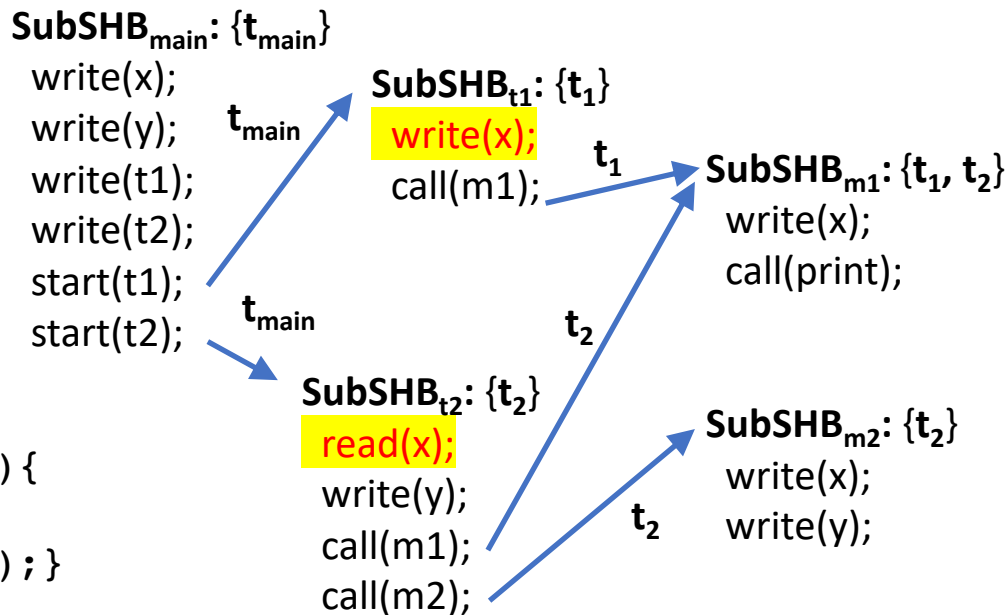 SubSHBmain: {tmain}
write(x);
write(y);
write(t1);
write(t2);
start(t1);
start(t2);
tmain
tmain
SubSHBt1: {t1}
write(x);
call(m1);
t1
SubSHBm1: {t1, t2}
write(x);
call(print);
t2
SubSHBt2: {t2}
read(x);
write(y);
call(m1);
call(m2);
t2
SubSHBm2: {t2}
write(x);
write(y);
){
);}